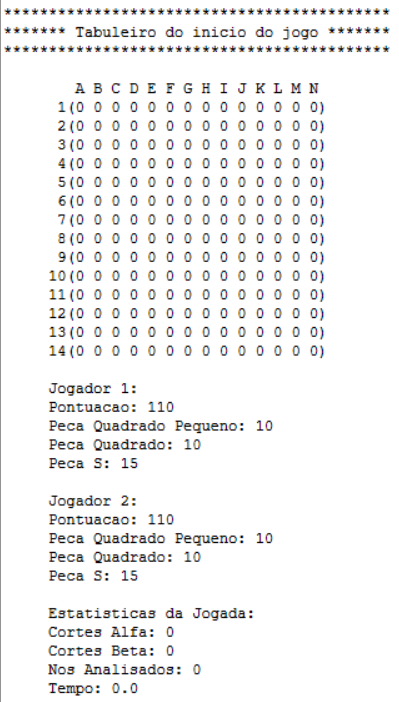 *******************************************
******* Tabuleiro do inicio do jogo *******
*******************************************
A B C D E F G H I J K L M N
1(0 0 0 0 0 0 0 0 0 0 0 0 0 0)
2(0 0 0 0 0 0 0 0 0 0 0 0 0 0)
3(0 0 0 0 0 0 0 0 0 0 0 0 0 0)
4(0 0 0 0 0 0 0 0 0 0 0 0 0 0)
5(0 0 0 0 0 0 0 0 0 0 0 0 0 0)
6(0 0 0 0 0 0 0 0 0 0 0 0 0 0)
7(0 0 0 0 0 0 0 0 0 0 0 0 0 0)
8(0 0 0 0 0 0 0 0 0 0 0 0 0 0)
9(0 0 0 0 0 0 0 0 0 0 0 0 0 0)
10(0 0 0 0 0 0 0 0 0 0 0 0 0 0)
11(0 0 0 0 0 0 0 0 0 0 0 0 0 0)
12(0 0 0 0 0 0 0 0 0 0 0 0 0 0)
13(0 0 0 0 0 0 0 0 0 0 0 0 0 0)
14(0 0 0 0 0 0 0 0 0 0 0 0 0 0)
Jogador 1:
Pontuacao: 110
Peca Quadrado Pequeno: 10
Peca Quadrado: 10
Peca S: 15
Jogador 2:
Pontuacao: 110
Peca Quadrado Pequeno: 10
Peca Quadrado: 10
Peca S: 15
Estatisticas da Jogada:
Cortes Alfa: 0
Cortes Beta: 0
Nos Analisados: 0
Tempo: 0.0